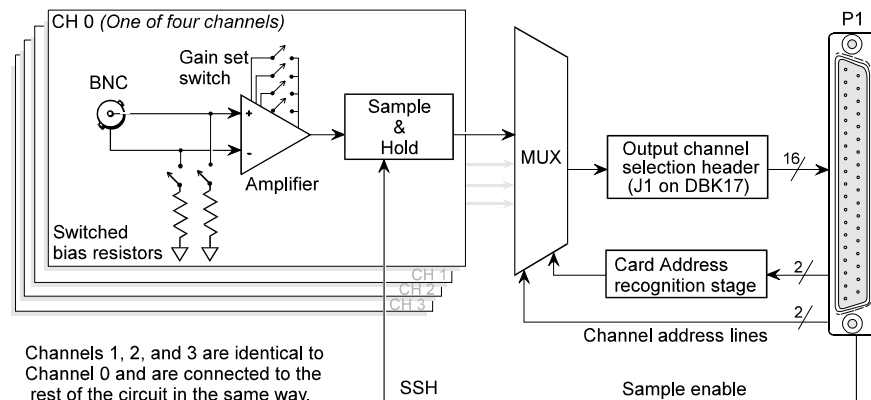 CH 0 (One of four channels)
P1
Gain set
switch
BNC
+
-
Sample
&
Hold
Amplifier
Switched
bias resistors
MUX
Output channel
selection header
(J1 on DBK17)
16
Card Address
recognition stage
2
2
Channel address lines
CH 1
CH 2
CH 3
Channels 1, 2, and 3 are identical to
Channel 0 and are connected to the
rest of the circuit in the same way.
SSH
Sample enable